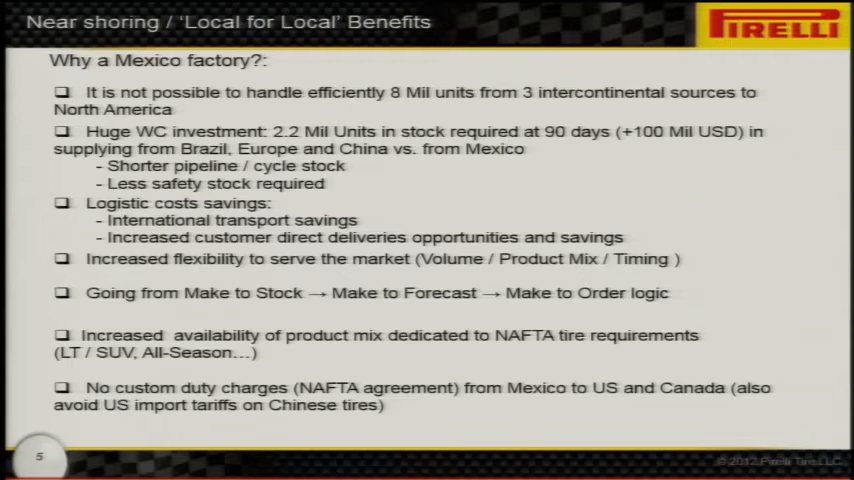 Near shoring / 'Local for Local' Benefits
PIRELLI
Why a Mexico factory?:
❑ It is not possible to handle efficiently 8 Mil units from 3 intercontinental sources to
North America
❑ Huge WC investment: 2.2 Mil Units in stock required at 90 days (+100 Mil USD) in
supplying from Brazil, Europe and China vs. from Mexico
- Shorter pipeline / cycle stock
- Less safety stock required
❑ Logistic costs savings:
- International transport savings
- Increased customer direct deliveries opportunities and savings
❑ Increased flexibility to serve the market (Volume / Product Mix / Timing )
❑ Going from Make to Stock → Make to Forecast → Make to Order logic
❑ Increased availability of product mix dedicated to NAFTA tire requirements
(LT / SUV, All-Season...)
❑ No custom duty charges (NAFTA agreement) from Mexico to US and Canada (also
avoid US import tariffs on Chinese tires)
5
© 2012 Pirelli Tire LLC